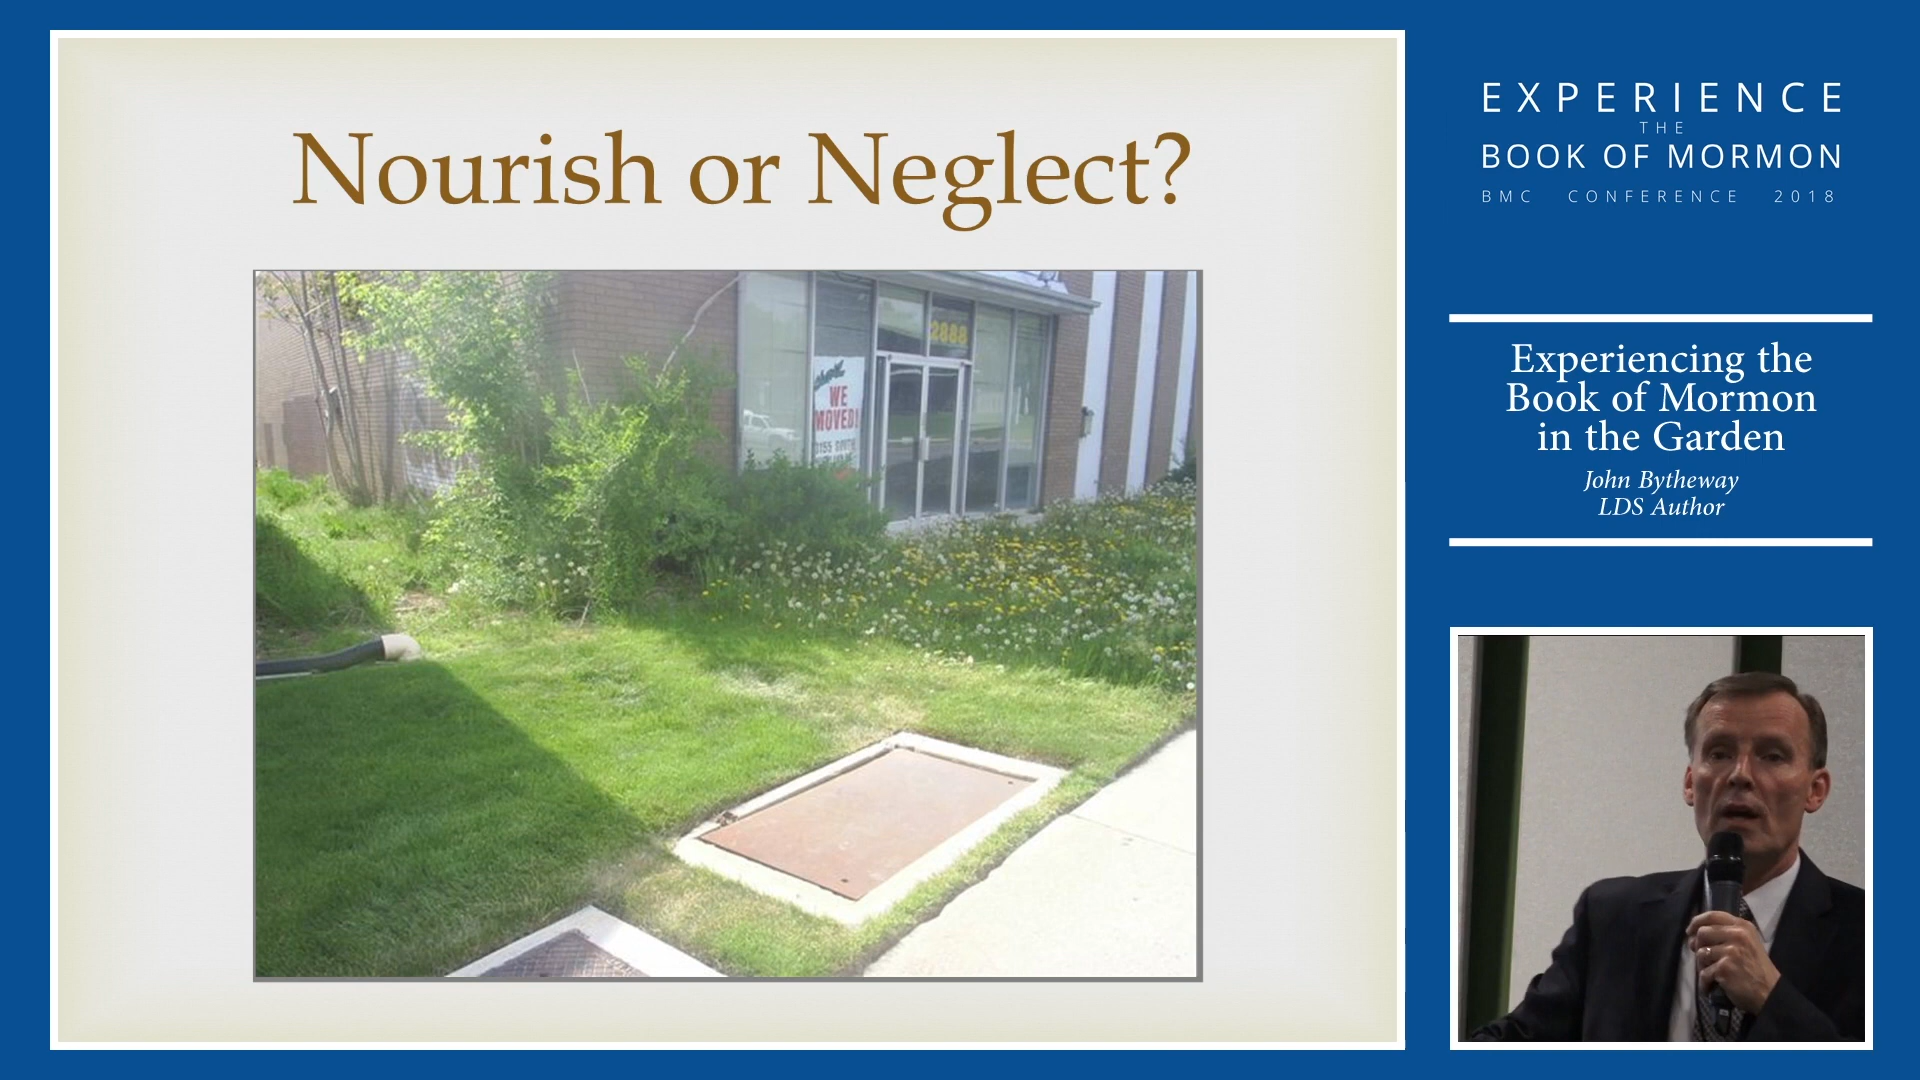 Nourish or Neglect?
2888
WE
MOVED!
EXPERIENCE
THE
BOOK OF MORMON
BMC CONFERENCE 2018
Experiencing the
Book of Mormon
in the Garden
John Bytheway
LDS Author